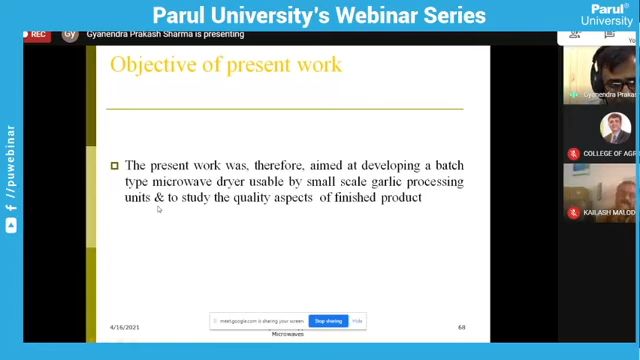 Parul University's Webinar Series
Parul®
University
REC
Gy
Gyanendra Prakash Sharma is presenting
Yo
Objective of present work
The present work was, therefore, aimed at developing a batch
type microwave dryer usable by small scale garlic processing
units & to study the quality aspects of finished product
Gyanendra Prakas
COLLEGE OF AGR
KAILASH MALOD
/puwebinar
f
meet.google.com is sharing your screen.
Stop sharing
Hide
4/16/2021
Microwaves
68